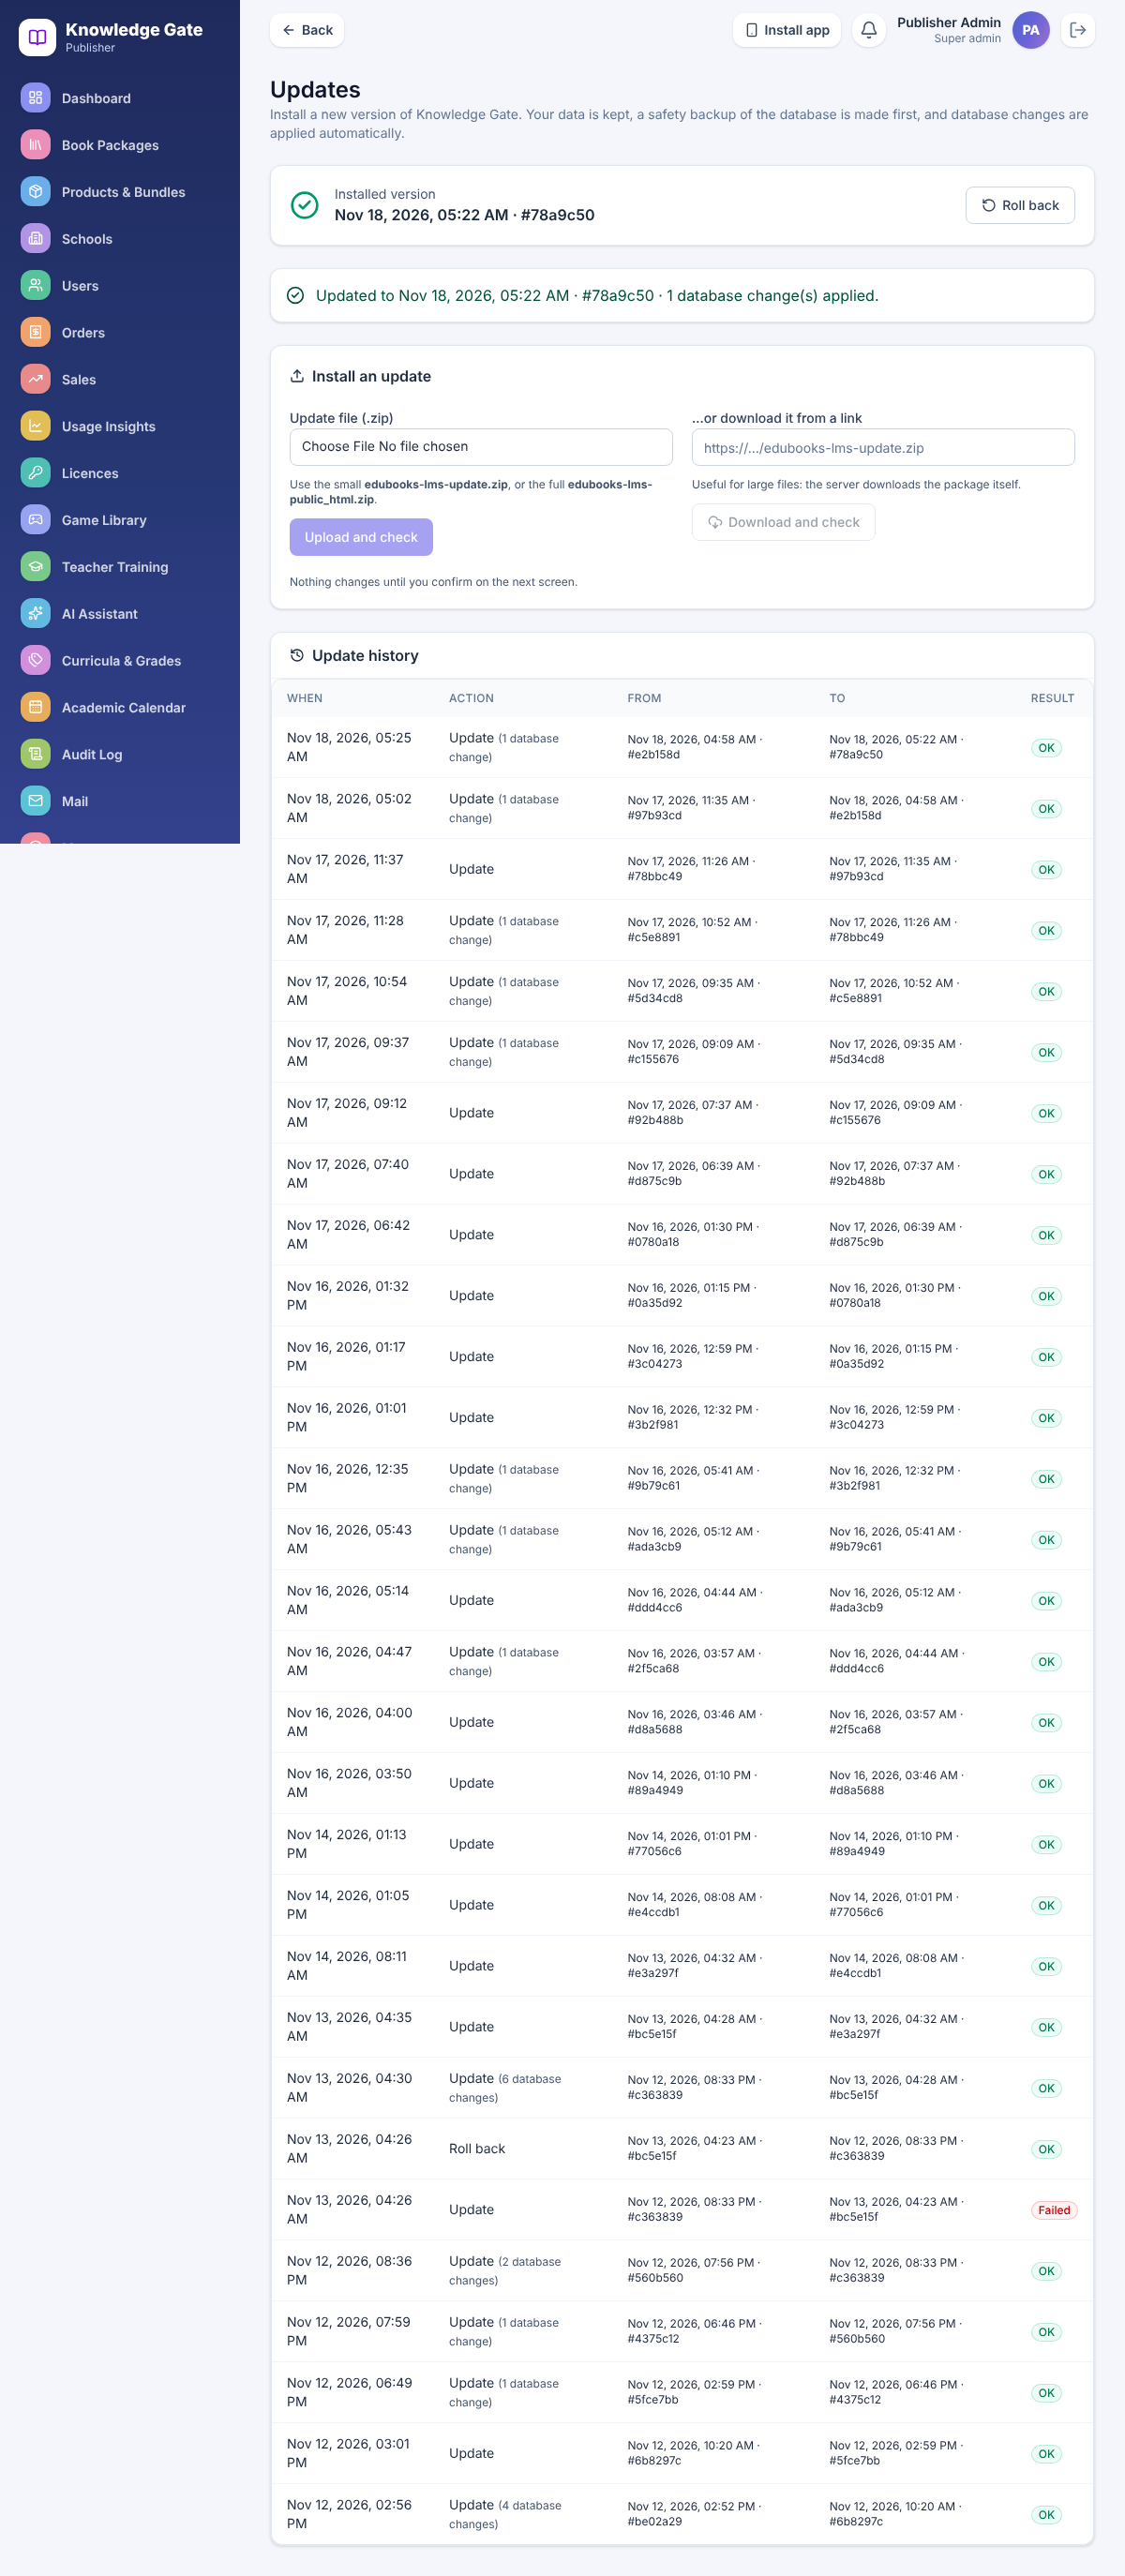 Knowledge Gate
Publisher
Dashboard
Book Packages
Products & Bundles
Schools
Users
Orders
Sales
Usage Insights
Licences
Game Library
Teacher Training
AI Assistant
Curricula & Grades
Academic Calendar
Audit Log
Mail
Back
Install app
Publisher Admin
Super admin
PA
Updates
Install a new version of Knowledge Gate. Your data is kept, a safety backup of the database is made first, and database changes are
applied automatically.
Installed version
Nov 18, 2026, 05:22 AM · #78a9c50
Roll back
Updated to Nov 18, 2026, 05:22 AM · #78a9c50 · 1 database change(s) applied.
Install an update
Update file (.zip)
Choose File No file chosen
Use the small edubooks-lms-update.zip, or the full edubooks-lms-
public_html.zip.
Upload and check
...or download it from a link
https://.../edubooks-lms-update.zip
Useful for large files: the server downloads the package itself.
Download and check
Nothing changes until you confirm on the next screen.
Update history
WHEN ACTION FROM TO RESULT
Nov 18, 2026, 05:25 Update (1 database Nov 18, 2026, 04:58 AM · Nov 18, 2026, 05:22 AM · OK
AM change) #e2b158d #78a9c50
Nov 18, 2026, 05:02 Update (1 database Nov 17, 2026, 11:35 AM · Nov 18, 2026, 04:58 AM · OK
AM change) #97b93cd #e2b158d
Nov 17, 2026, 11:37 Update Nov 17, 2026, 11:26 AM · Nov 17, 2026, 11:35 AM · OK
AM #78bbc49 #97b93cd
Nov 17, 2026, 11:28 Update (1 database Nov 17, 2026, 10:52 AM · Nov 17, 2026, 11:26 AM · OK
AM change) #c5e8891 #78bbc49
Nov 17, 2026, 10:54 Update (1 database Nov 17, 2026, 09:35 AM · Nov 17, 2026, 10:52 AM · OK
AM change) #5d34cd8 #c5e8891
Nov 17, 2026, 09:37 Update (1 database Nov 17, 2026, 09:09 AM · Nov 17, 2026, 09:35 AM · OK
AM change) #c155676 #5d34cd8
Nov 17, 2026, 09:12 Update Nov 17, 2026, 07:37 AM · Nov 17, 2026, 09:09 AM · OK
AM #92b488b #c155676
Nov 17, 2026, 07:40 Update Nov 17, 2026, 06:39 AM · Nov 17, 2026, 07:37 AM · OK
AM #d875c9b #92b488b
Nov 17, 2026, 06:42 Update Nov 16, 2026, 01:30 PM · Nov 17, 2026, 06:39 AM · OK
AM #0780a18 #d875c9b
Nov 16, 2026, 01:32 Update Nov 16, 2026, 01:15 PM · Nov 16, 2026, 01:30 PM · OK
PM #0a35d92 #0780a18
Nov 16, 2026, 01:17 Update Nov 16, 2026, 12:59 PM · Nov 16, 2026, 01:15 PM · OK
PM #3c04273 #0a35d92
Nov 16, 2026, 01:01 Update Nov 16, 2026, 12:32 PM · Nov 16, 2026, 12:59 PM · OK
PM #3b2f981 #3c04273
Nov 16, 2026, 12:35 Update (1 database Nov 16, 2026, 05:41 AM · Nov 16, 2026, 12:32 PM · OK
PM change) #9b79c61 #3b2f981
Nov 16, 2026, 05:43 Update (1 database Nov 16, 2026, 05:12 AM · Nov 16, 2026, 05:41 AM · OK
AM change) #ada3cb9 #9b79c61
Nov 16, 2026, 05:14 Update Nov 16, 2026, 04:44 AM · Nov 16, 2026, 05:12 AM · OK
AM #ddd4cc6 #ada3cb9
Nov 16, 2026, 04:47 Update (1 database Nov 16, 2026, 03:57 AM · Nov 16, 2026, 04:44 AM · OK
AM change) #2f5ca68 #ddd4cc6
Nov 16, 2026, 04:00 Update Nov 16, 2026, 03:46 AM · Nov 16, 2026, 03:57 AM · OK
AM #d8a5688 #2f5ca68
Nov 16, 2026, 03:50 Update Nov 14, 2026, 01:10 PM · Nov 16, 2026, 03:46 AM · OK
AM #89a4949 #d8a5688
Nov 14, 2026, 01:13 Update Nov 14, 2026, 01:01 PM · Nov 14, 2026, 01:10 PM · OK
PM #77056c6 #89a4949
Nov 14, 2026, 01:05 Update Nov 14, 2026, 08:08 AM · Nov 14, 2026, 01:01 PM · OK
PM #e4ccdb1 #77056c6
Nov 14, 2026, 08:11 Update Nov 13, 2026, 04:32 AM · Nov 14, 2026, 08:08 AM · OK
AM #e3a297f #e4ccdb1
Nov 13, 2026, 04:35 Update Nov 13, 2026, 04:28 AM · Nov 13, 2026, 04:32 AM · OK
AM #bc5e15f #e3a297f
Nov 13, 2026, 04:30 Update (6 database Nov 12, 2026, 08:33 PM · Nov 13, 2026, 04:28 AM · OK
AM changes) #c363839 #bc5e15f
Nov 13, 2026, 04:26 Roll back Nov 13, 2026, 04:23 AM · Nov 12, 2026, 08:33 PM · OK
AM #bc5e15f #c363839
Nov 13, 2026, 04:26 Update Nov 12, 2026, 08:33 PM · Nov 13, 2026, 04:23 AM · Failed
AM #c363839 #bc5e15f
Nov 12, 2026, 08:36 Update (2 database Nov 12, 2026, 07:56 PM · Nov 12, 2026, 08:33 PM · OK
PM changes) #560b560 #c363839
Nov 12, 2026, 07:59 Update (1 database Nov 12, 2026, 06:46 PM · Nov 12, 2026, 07:56 PM · OK
PM change) #4375c12 #560b560
Nov 12, 2026, 06:49 Update (1 database Nov 12, 2026, 02:59 PM · Nov 12, 2026, 06:46 PM · OK
PM change) #5fce7bb #4375c12
Nov 12, 2026, 03:01 Update Nov 12, 2026, 10:20 AM · Nov 12, 2026, 02:59 PM · OK
PM #6b8297c #5fce7bb
Nov 12, 2026, 02:56 Update (4 database Nov 12, 2026, 02:52 PM · Nov 12, 2026, 10:20 AM · OK
PM changes) #be02a29 #6b8297c